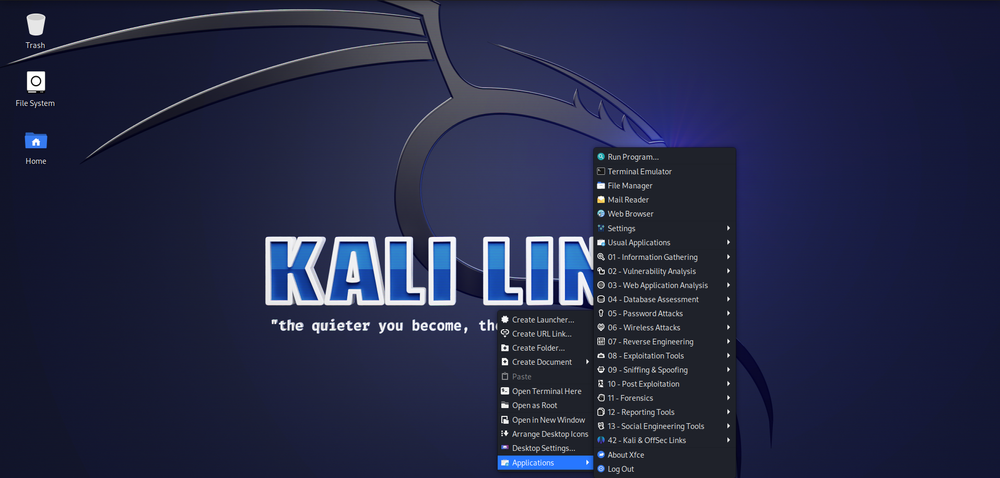 Trash
File System
Home
KALI LIN
"the quieter you become, the
Create Launcher...
Create URL Link...
Create Folder...
Create Document
Paste
Open Terminal Here
Open as Root
Open in New Window
Arrange Desktop Icons
Desktop Settings...
Applications
Run Program...
Terminal Emulator
File Manager
Mail Reader
Web Browser
Settings
Usual Applications
01 - Information Gathering
02 - Vulnerability Analysis
03 - Web Application Analysis
04 - Database Assessment
05 - Password Attacks
06 - Wireless Attacks
07 - Reverse Engineering
08 - Exploitation Tools
09 - Sniffing & Spoofing
10 - Post Exploitation
11 - Forensics
12 - Reporting Tools
13 - Social Engineering Tools
42 - Kali & OffSec Links
About Xfce
Log Out